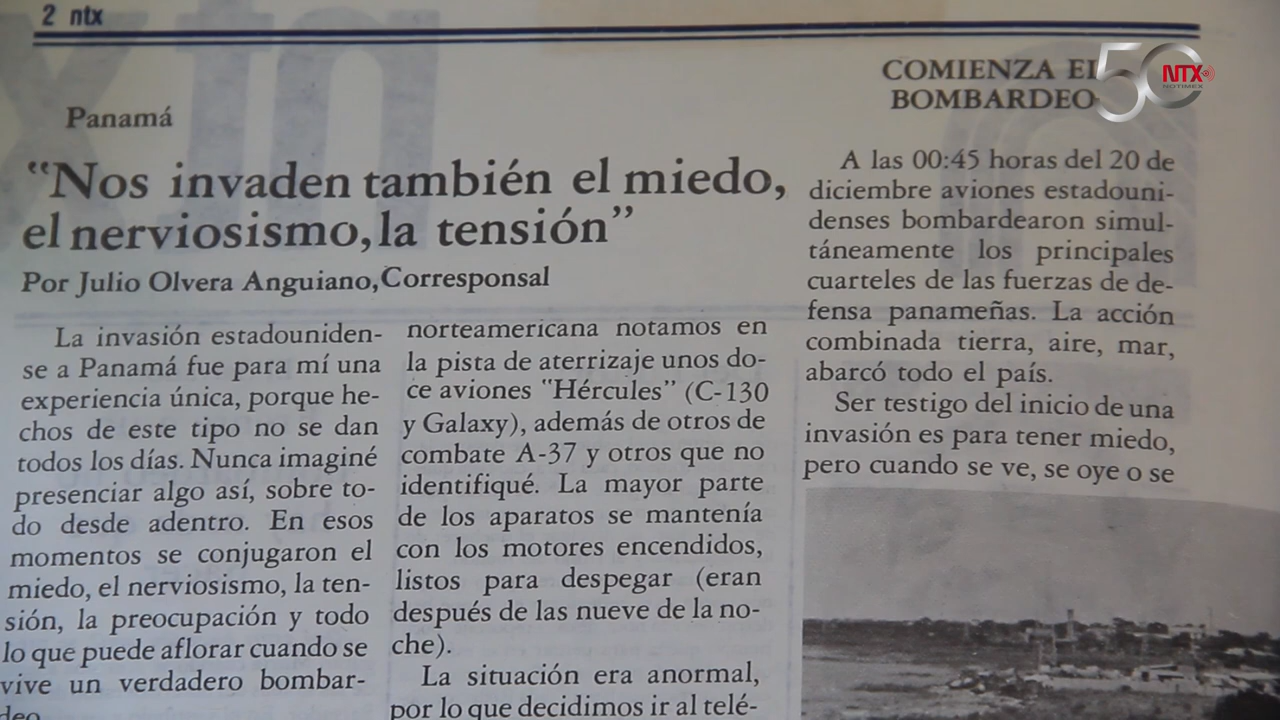 2 ntx
Panamá
“Nos invaden también el miedo,
el nerviosismo, la tensión”
Por Julio Olvera Anguiano, Corresponsal
La invasión estadouniden-
se a Panamá fue para mí una
experiencia única, porque he-
chos de este tipo no se dan
todos los días. Nunca imaginé
presenciar algo así, sobre to-
do desde adentro. En esos
momentos se conjugaron el
miedo, el nerviosismo, la ten-
sión, la preocupación y todo
lo que puede aflorar cuando se
vive un verdadero bombar-
deo
norteamericana notamos en
la pista de aterrizaje unos do-
ce aviones "Hércules" (C-130
y Galaxy), además de otros de
combate A-37 y otros que no
identifiqué. La mayor parte
de los aparatos se mantenía
con los motores encendidos,
listos para despegar (eran
después de las nueve de la no-
che).
La situación era anormal,
por lo que decidimos ir al telé-
COMIENZA EL
BOMBARDEO
A las 00:45 horas del 20 de
diciembre aviones estadouni-
denses bombardearon simul-
táneamente los principales
cuarteles de las fuerzas de de-
fensa panameñas. La acción
combinada tierra, aire, mar,
abarcó todo el país.
Ser testigo del inicio de una
invasión es para tener miedo,
pero cuando se ve, se oye o se
50 NTX
NOTIMEX